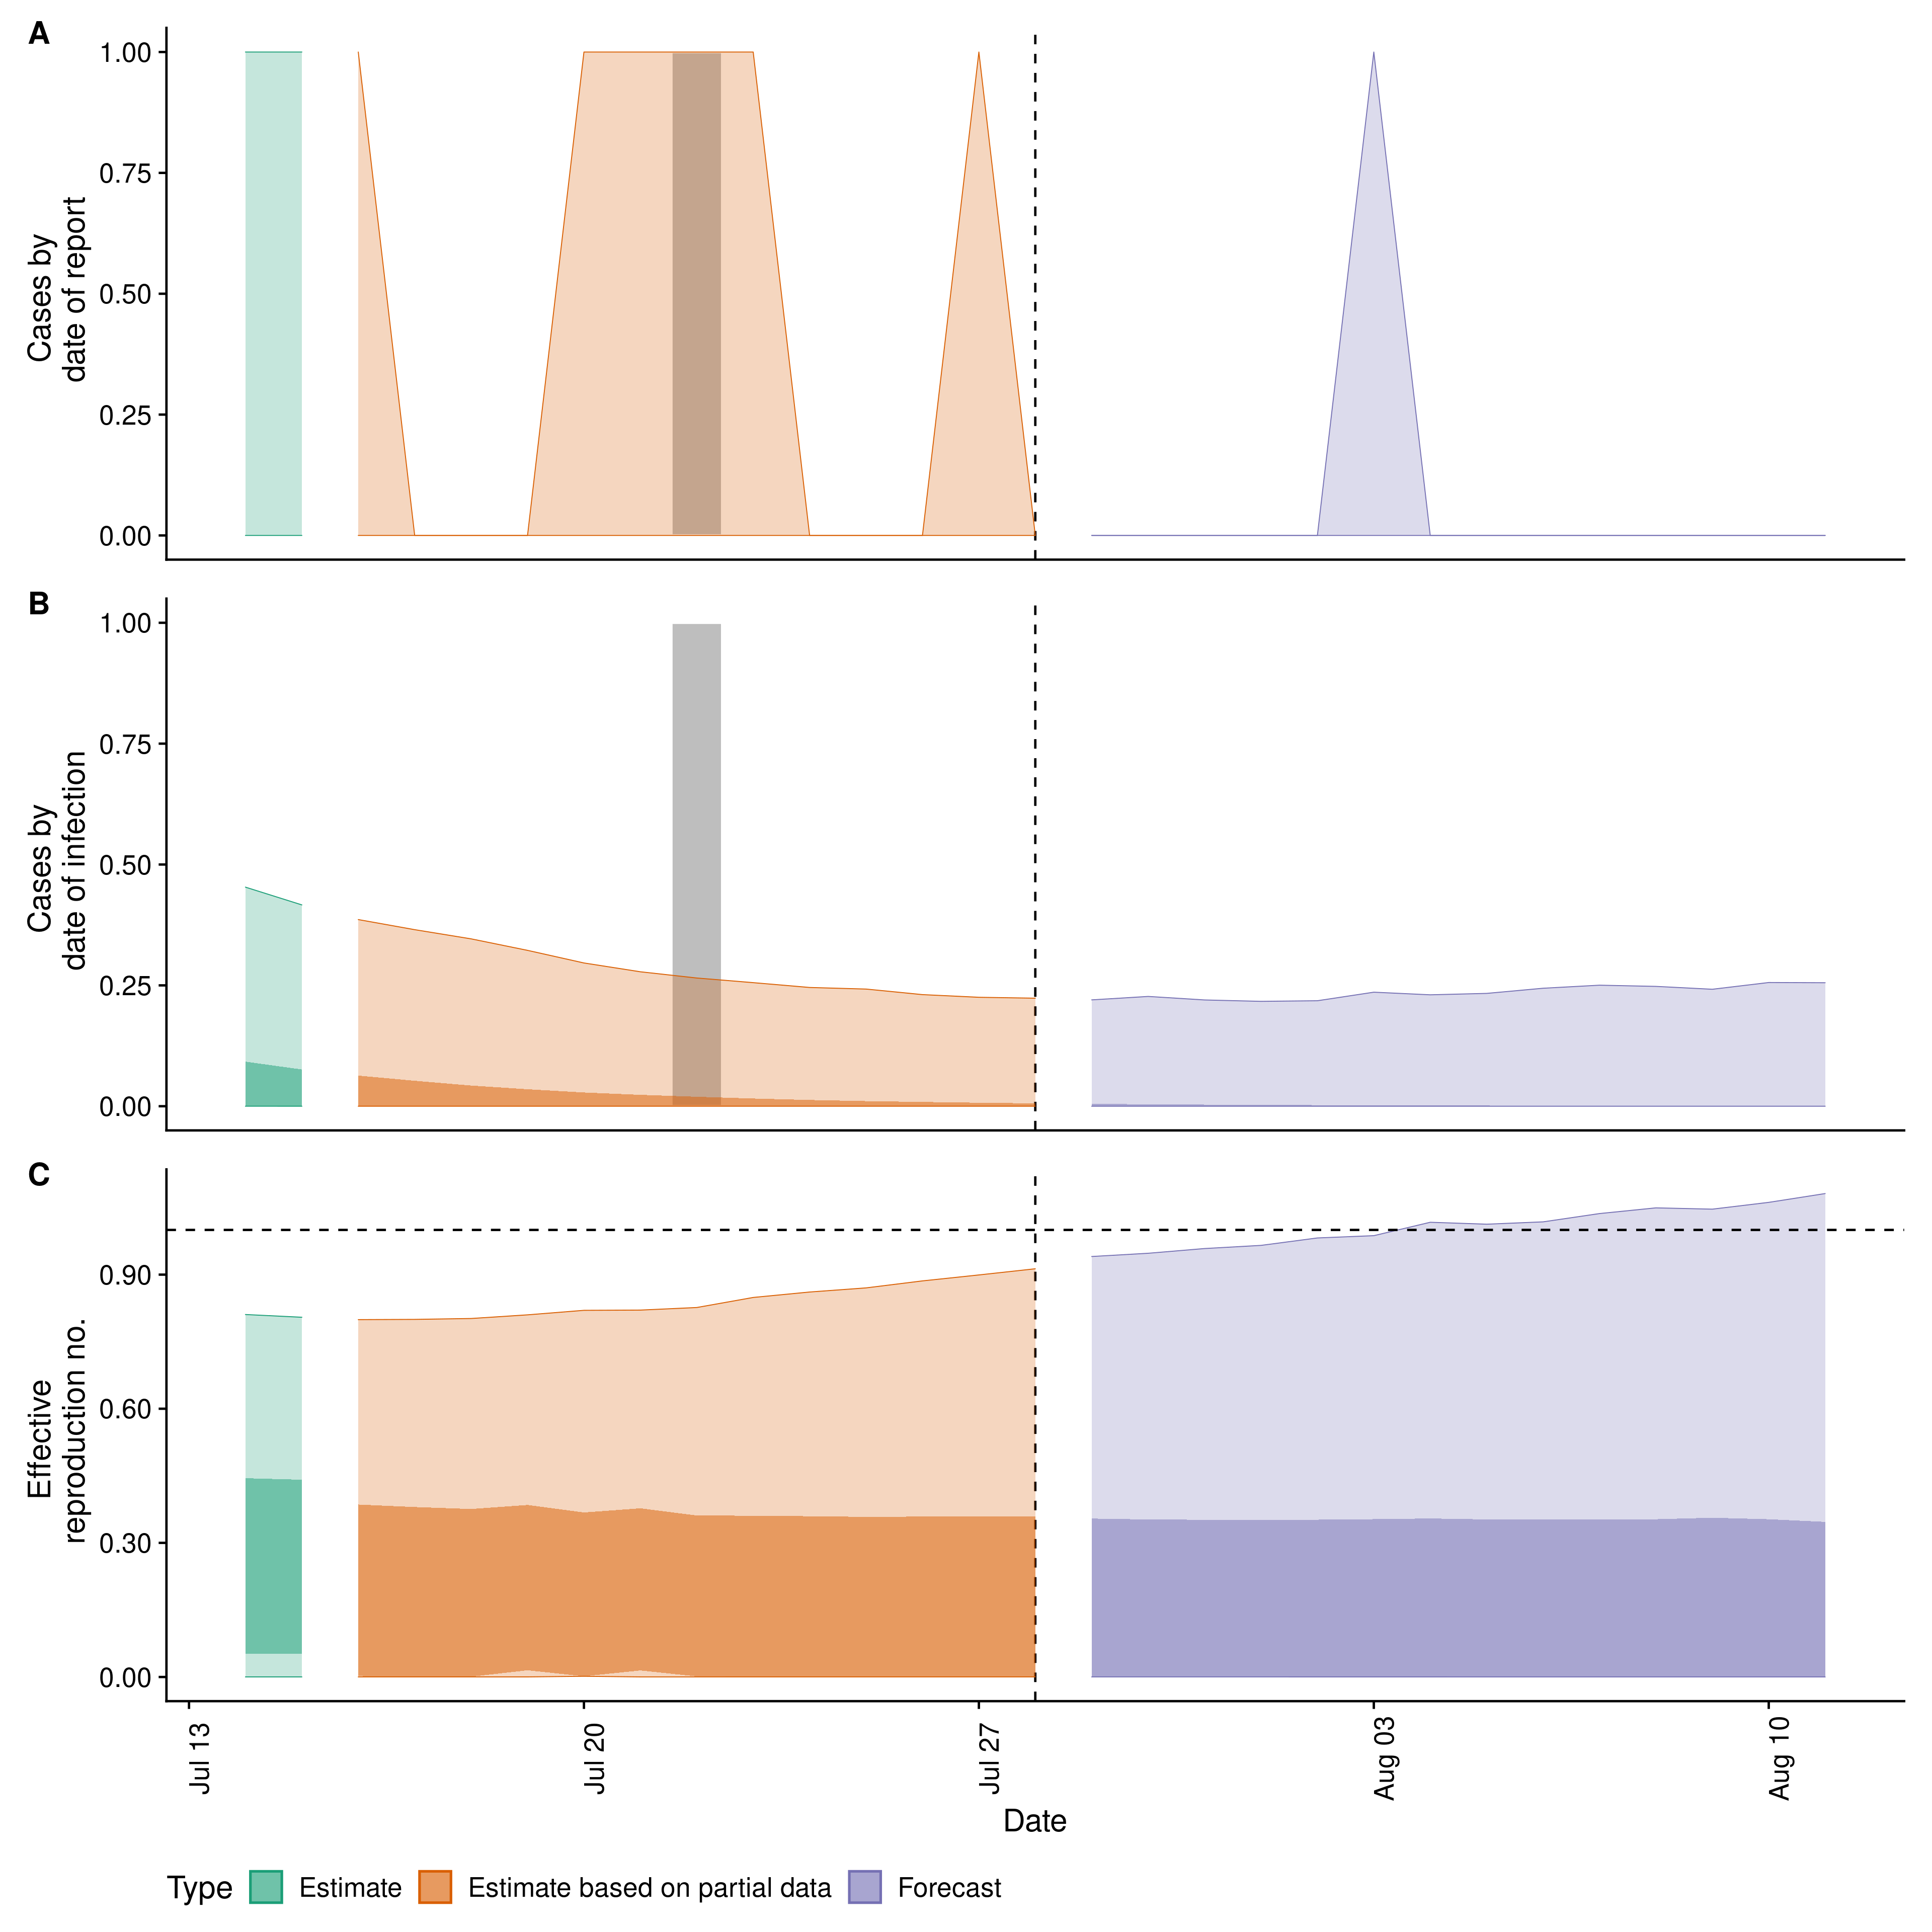 A
1.00
0.75
0.50
0.25
0.00
Cases by
date of report
B
1.00
0.75
0.50
0.25
0.00
Cases by
date of infection
C
0.90
0.60
0.30
0.00
Effective
reproduction no.
Jul 13
Jul 20
Jul 27
Aug 03
Aug 10
Date
Type Estimate Estimate based on partial data Forecast